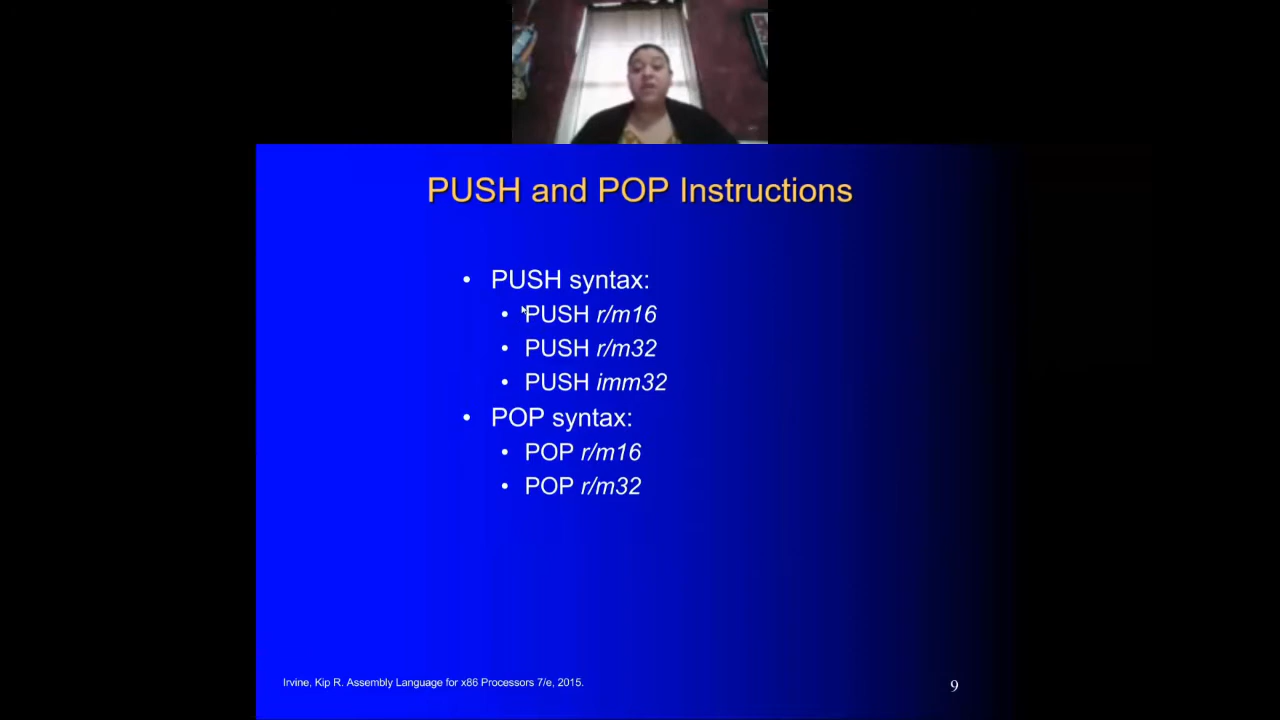 PUSH and POP Instructions
• PUSH syntax:
• PUSH r/m16
• PUSH r/m32
• PUSH imm32
• POP syntax:
• POP r/m16
• POP r/m32
Irvine, Kip R. Assembly Language for x86 Processors 7/e, 2015.
9